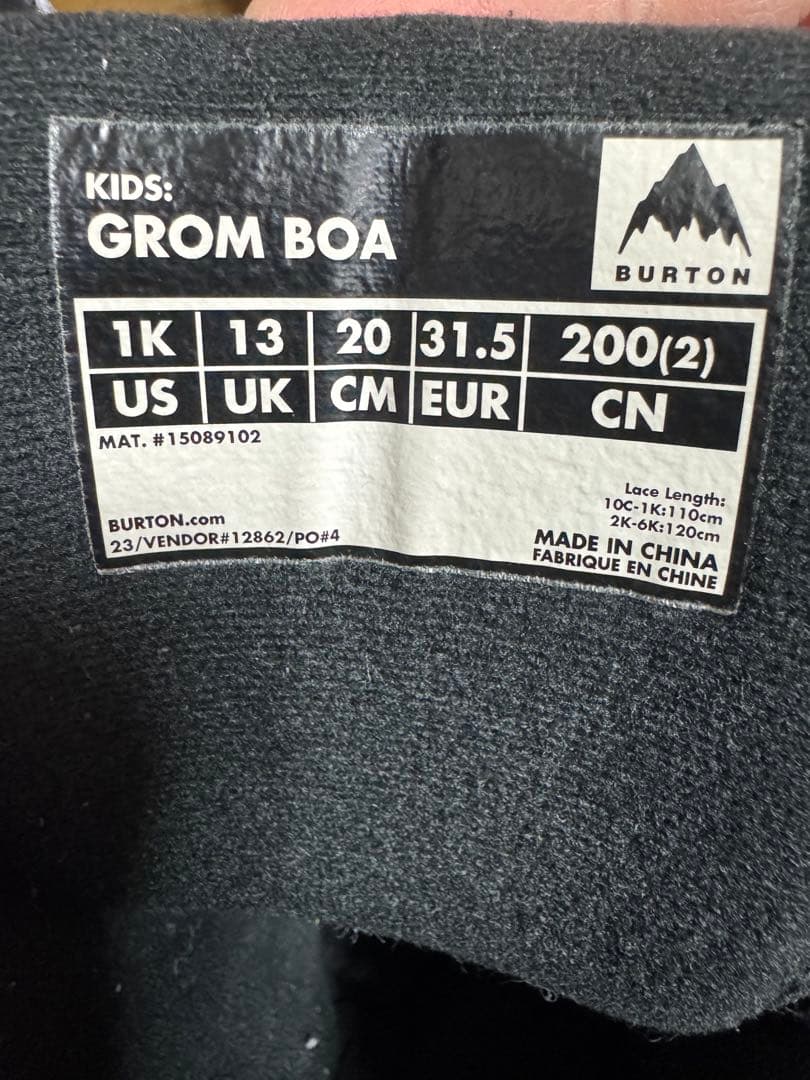 KIDS:
GROM BOA
BURTON
1K 13 20 31.5 200(2)
US UK CM EUR CN
MAT. #15089102
Lace Length:
10C-1K:110cm
2K-6K:120cm
BURTON.com
23/VENDOR#12862/PO#4
MADE IN CHINA
FABRIQUE EN CHINE